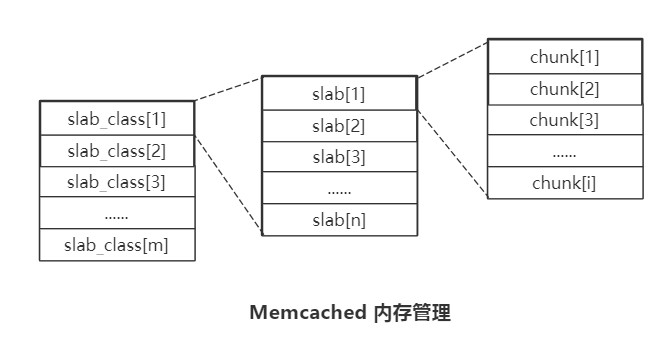 slab_class[1]
slab_class[2]
slab_class[3]
......
slab_class[m]
slab[1]
slab[2]
slab[3]
......
slab[n]
chunk[1]
chunk[2]
chunk[3]
......
chunk[i]
Memcached 内存管理